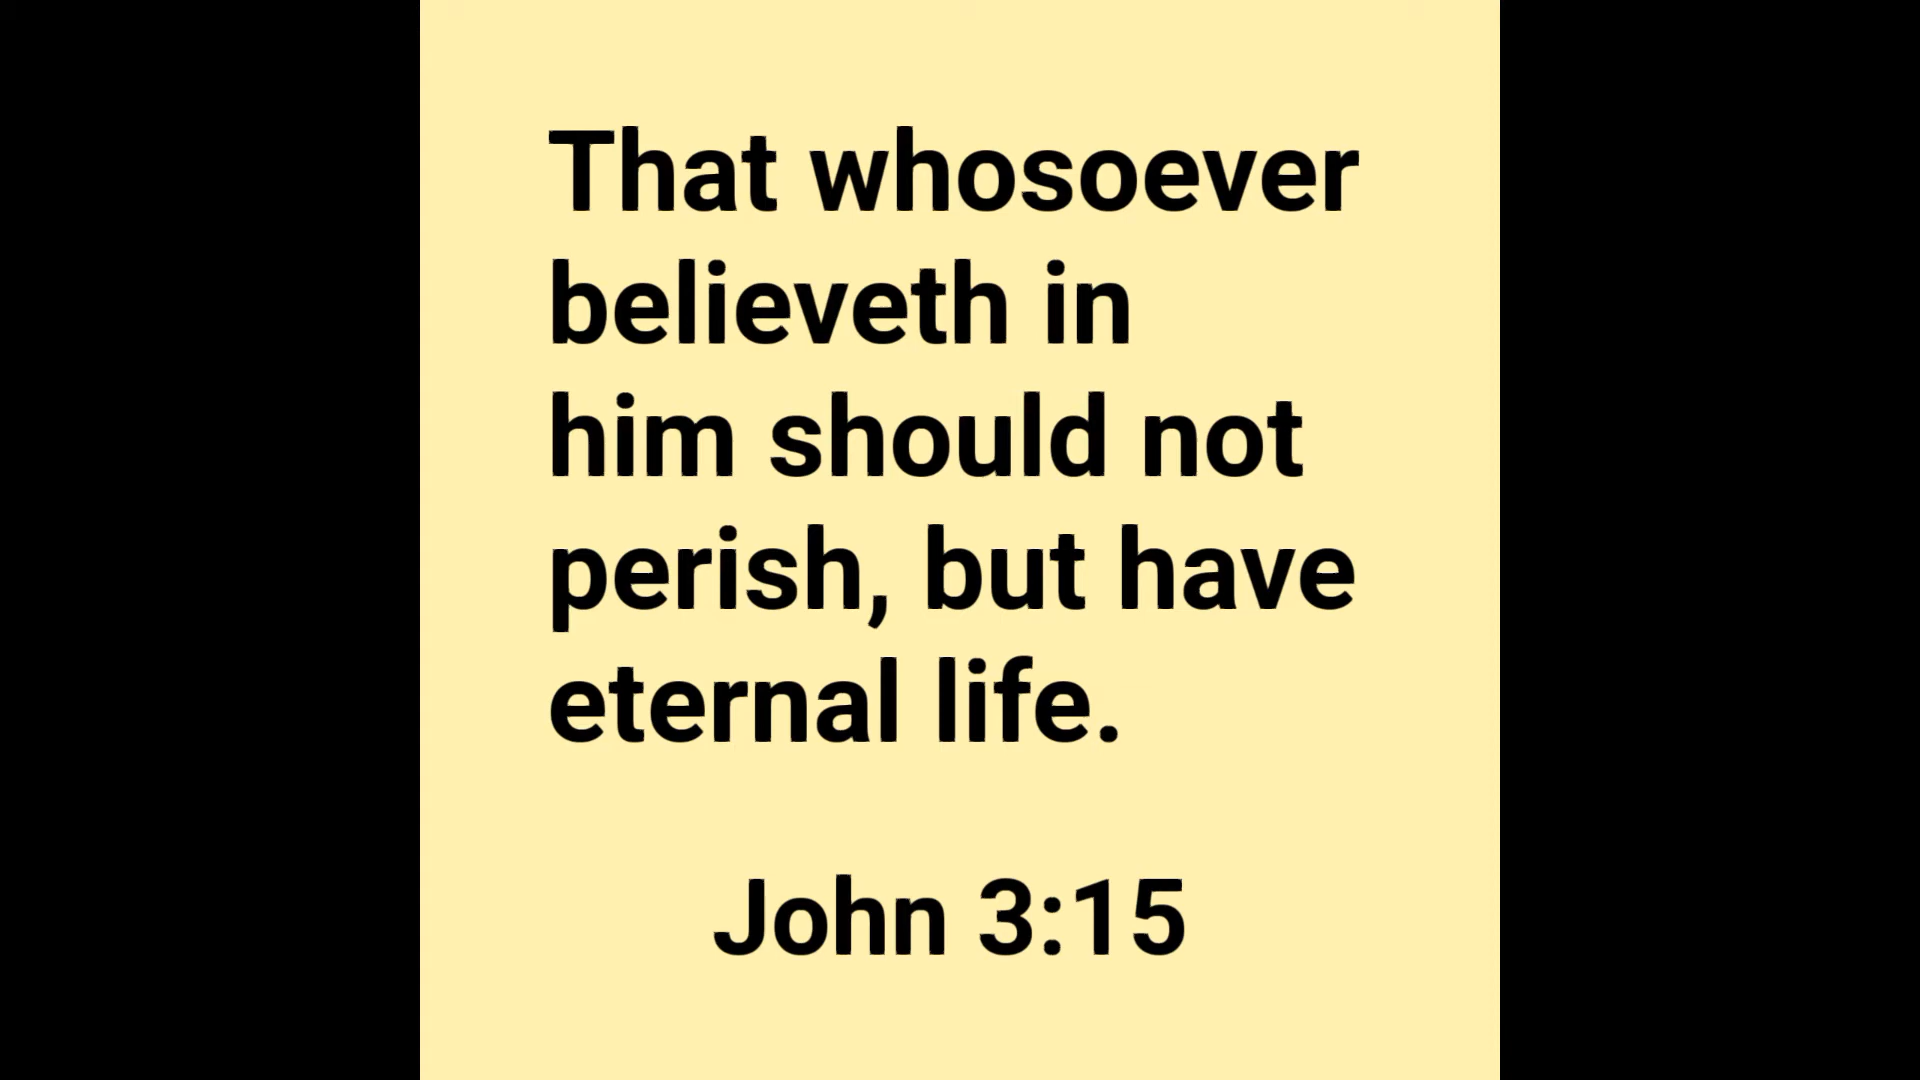 That whosoever
believeth in
him should not
perish, but have
eternal life.
John 3:15